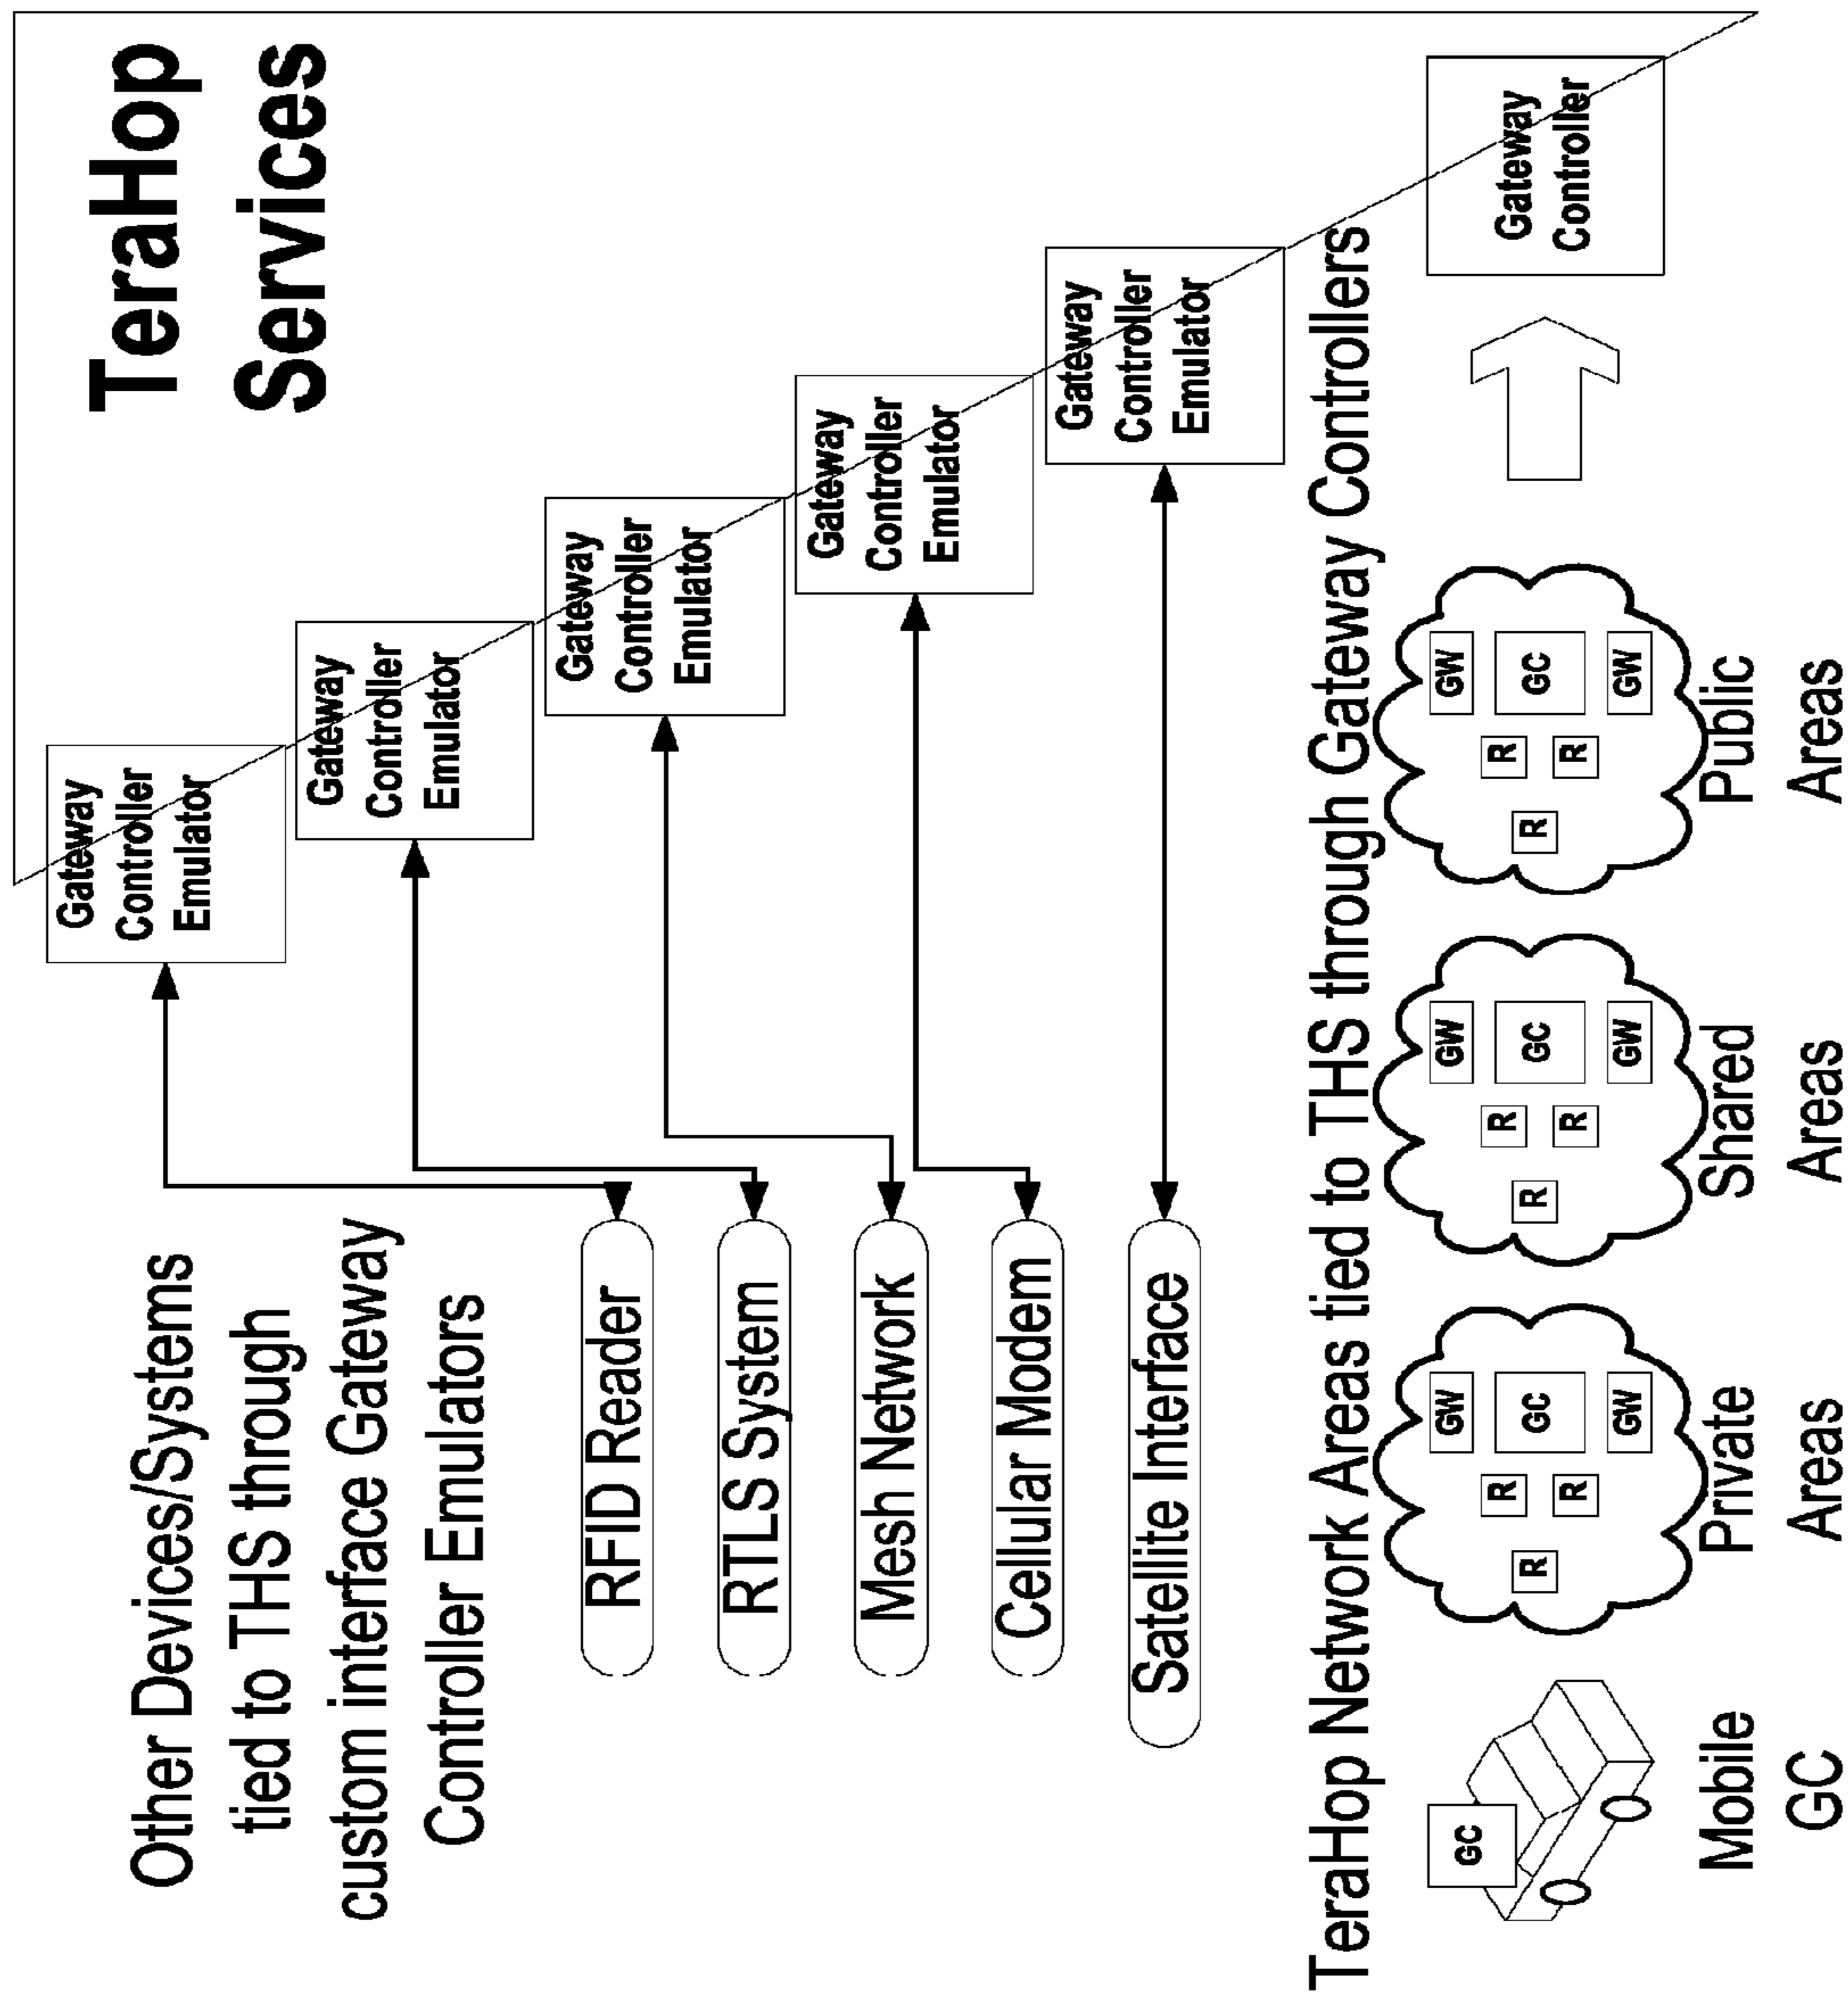 TeraHop
Services
Other Devices/Systems
tied to THS through
custom interface Gateway
Controller Emulators
Gateway
Controller
Emulator
Gateway
Controller
Emulator
Gateway
Controller
Emulator
Gateway
Controller
Emulator
Gateway
Controller
Emulator
RFID Reader
RTLS System
Mesh Network
Cellular Modem
Satellite Interface
TeraHop Network Areas tied to THS through Gateway Controllers
GC
Mobile
GC
GW
R
R
GC
R
GW
Private
Areas
GW
R
R
GC
R
GW
Shared
Areas
GW
R
R
GC
R
GW
Public
Areas
Gateway
Controller